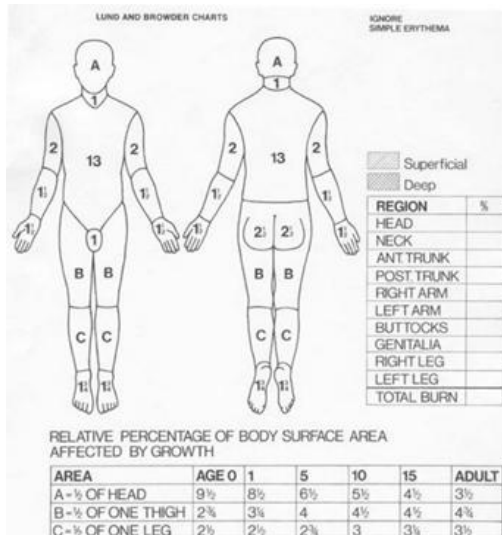 LUND AND BROWDER CHARTS
IGNORE
SIMPLE ERYTHEMA
A
1
2
13
2
1½
1½
1½
1½
1
B
B
C
C
1¾
1¾
A
1
2
13
2
1½
1½
1½
1½
2½
2½
B
B
C
C
1¾
1¾
Superficial
Deep
REGION %
HEAD
NECK
ANT. TRUNK
POST. TRUNK
RIGHT ARM
LEFT ARM
BUTTOCKS
GENITALIA
RIGHT LEG
LEFT LEG
TOTAL BURN
RELATIVE PERCENTAGE OF BODY SURFACE AREA
AFFECTED BY GROWTH
AREA AGE 0 1 5 10 15 ADULT
A = ½ OF HEAD 9½ 8½ 6½ 5½ 4½ 3½
B = ½ OF ONE THIGH 2¾ 3¼ 4 4½ 4½ 4¾
C = ½ OF ONE LEG 2½ 2½ 2¾ 3 3¼ 3½